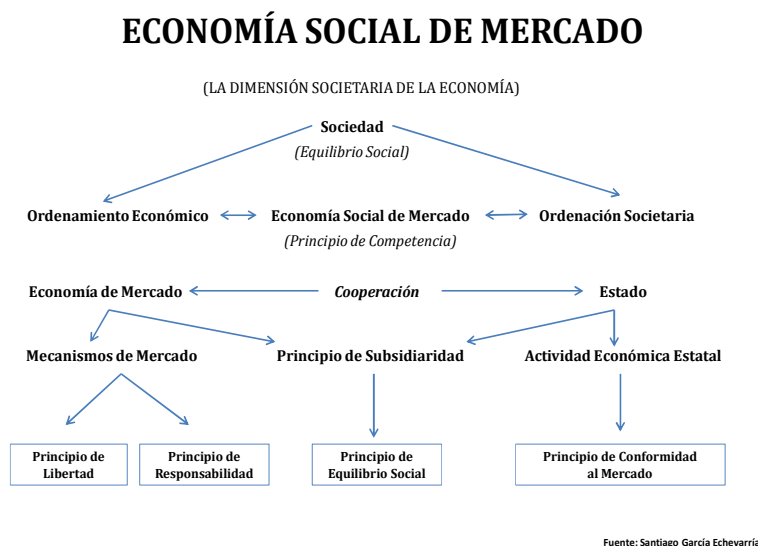 ECONOMÍA SOCIAL DE MERCADO
(LA DIMENSIÓN SOCIETARIA DE LA ECONOMÍA)
Sociedad
(Equilibrio Social)
Ordenamiento Económico
Economía Social de Mercado
Ordenación Societaria
(Principio de Competencia)
Economía de Mercado
Cooperación
Estado
Mecanismos de Mercado
Principio de Subsidiaridad
Actividad Económica Estatal
Principio de
Libertad
Principio de
Responsabilidad
Principio de
Equilibrio Social
Principio de Conformidad
al Mercado
Fuente: Santiago García Echevarría